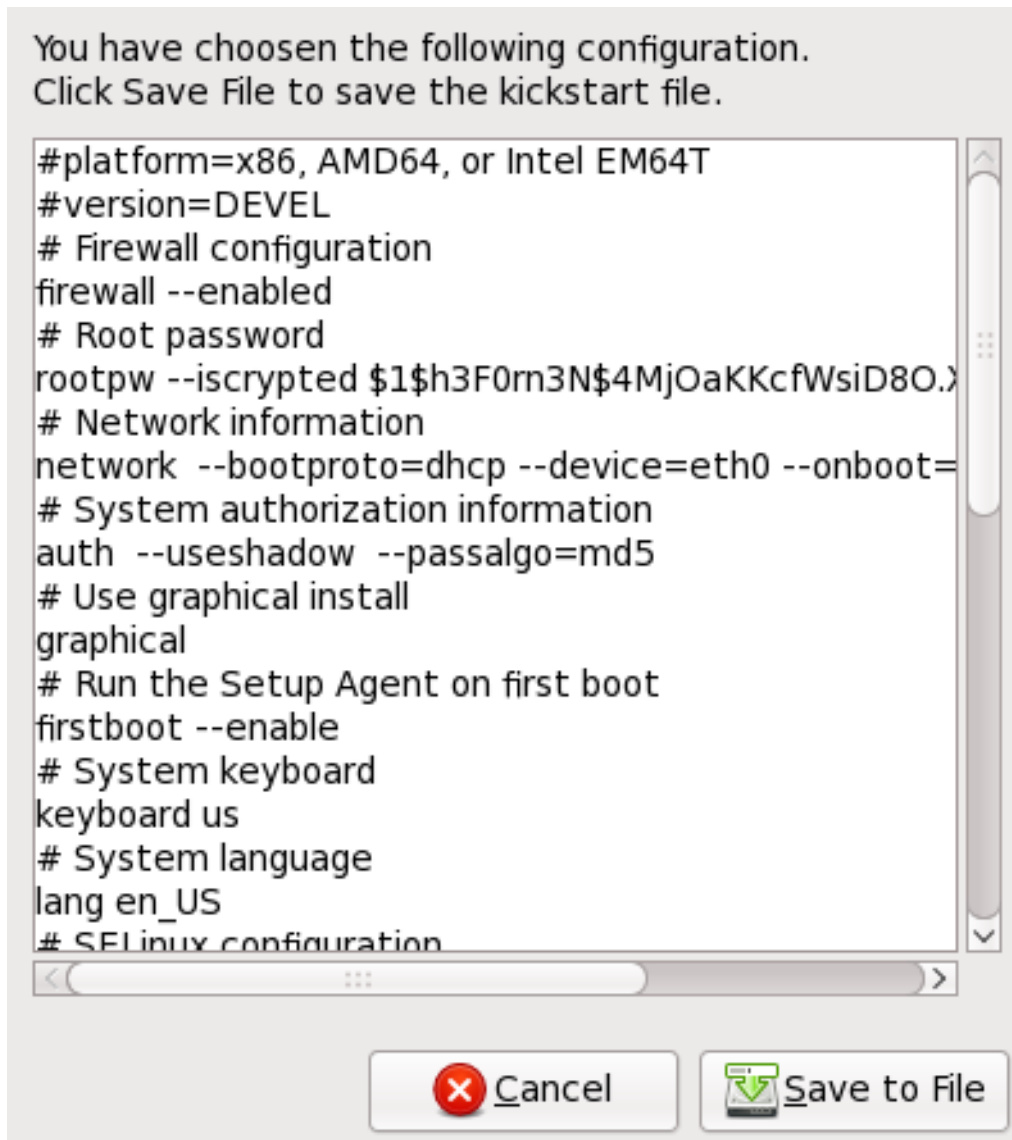 You have choosen the following configuration.
Click Save File to save the kickstart file.
#platform=x86, AMD64, or Intel EM64T
#version=DEVEL
# Firewall configuration
firewall --enabled
# Root password
rootpw --iscrypted $1$h3F0rn3N$4MjOaKKcfWsiD8O.X
# Network information
network  --bootproto=dhcp --device=eth0 --onboot=
# System authorization information
auth  --useshadow  --passalgo=md5
# Use graphical install
graphical
# Run the Setup Agent on first boot
firstboot --enable
# System keyboard
keyboard us
# System language
lang en_US
# SELinux configuration
Cancel
Save to File